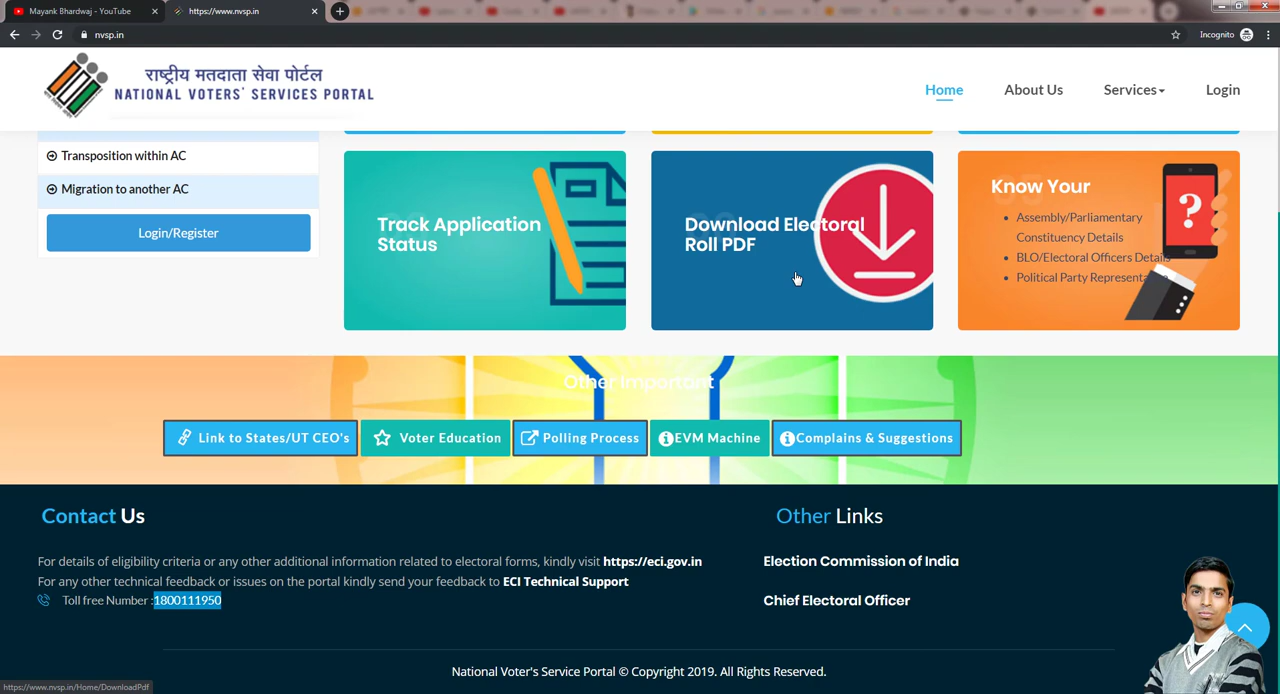 Mayank Bhardwaj - YouTube
https://www.nvsp.in
nvsp.in
Incognito
राष्ट्रीय मतदाता सेवा पोर्टल
NATIONAL VOTERS' SERVICES PORTAL
Home
About Us
Services
Login
Transposition within AC
Migration to another AC
Login/Register
Track Application
Status
Download Electoral
Roll PDF
Know Your
Assembly/Parliamentary
Constituency Details
BLO/Electoral Officers Details
Political Party
?
Other Important
Link to States/UT CEO's
Voter Education
Polling Process
EVM Machine
Complains & Suggestions
Contact Us
For details of eligibility criteria or any other additional information related to electoral forms, kindly visit https://eci.gov.in
For any other technical feedback or issues on the portal kindly send your feedback to ECI Technical Support
Toll free Number :1800111950
Other Links
Election Commission of India
Chief Electoral Officer
National Voter's Service Portal © Copyright 2019. All Rights Reserved.
https://www.nvsp.in/Home/DownloadPdf